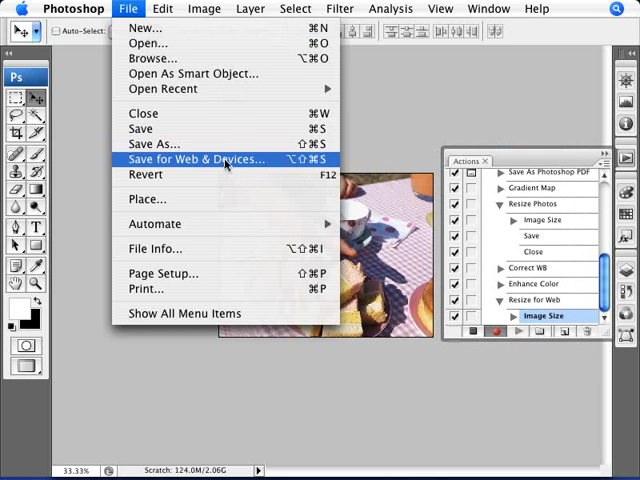 Photoshop File Edit Image Layer Select Filter Analysis View Window Help
Auto-Select:
New... ⌘N
Open... ⌘O
Browse... ⌥⌘O
Open As Smart Object...
Open Recent
Close ⌘W
Save ⌘S
Save As... ⇧⌘S
Save for Web & Devices... ⌥⇧⌘S
Revert F12
Place...
Automate
File Info... ⌥⇧⌘I
Page Setup... ⇧⌘P
Print... ⌘P
Show All Menu Items
Ps
T
Actions
Save As Photoshop PDF
Gradient Map
Resize Photos
Image Size
Save
Close
Correct WB
Enhance Color
Resize for Web
Image Size
33.33% Scratch: 124.0M/2.06G